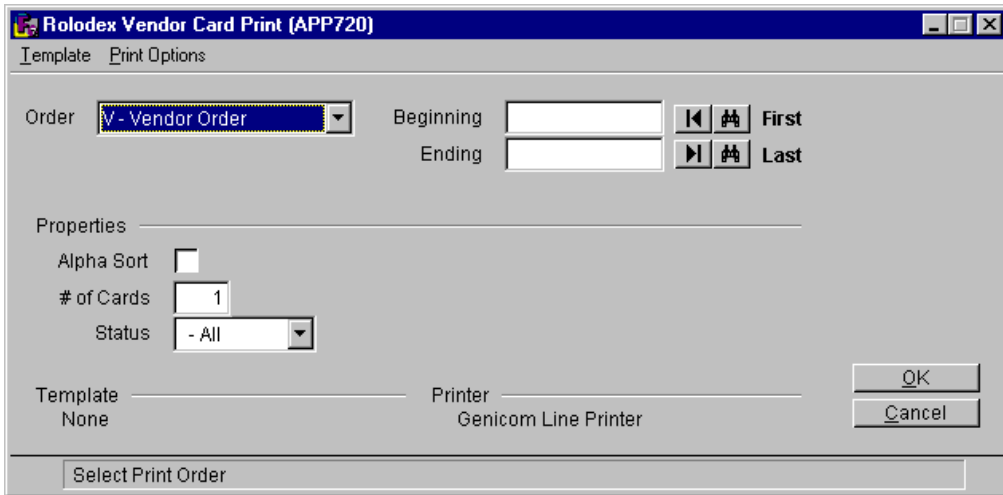 Rolodex Vendor Card Print (APP720)
Template Print Options
Order V - Vendor Order Beginning First
Ending Last
Properties
Alpha Sort
# of Cards 1
Status - All
OK
Template Printer
None Genicom Line Printer
Cancel
Select Print Order